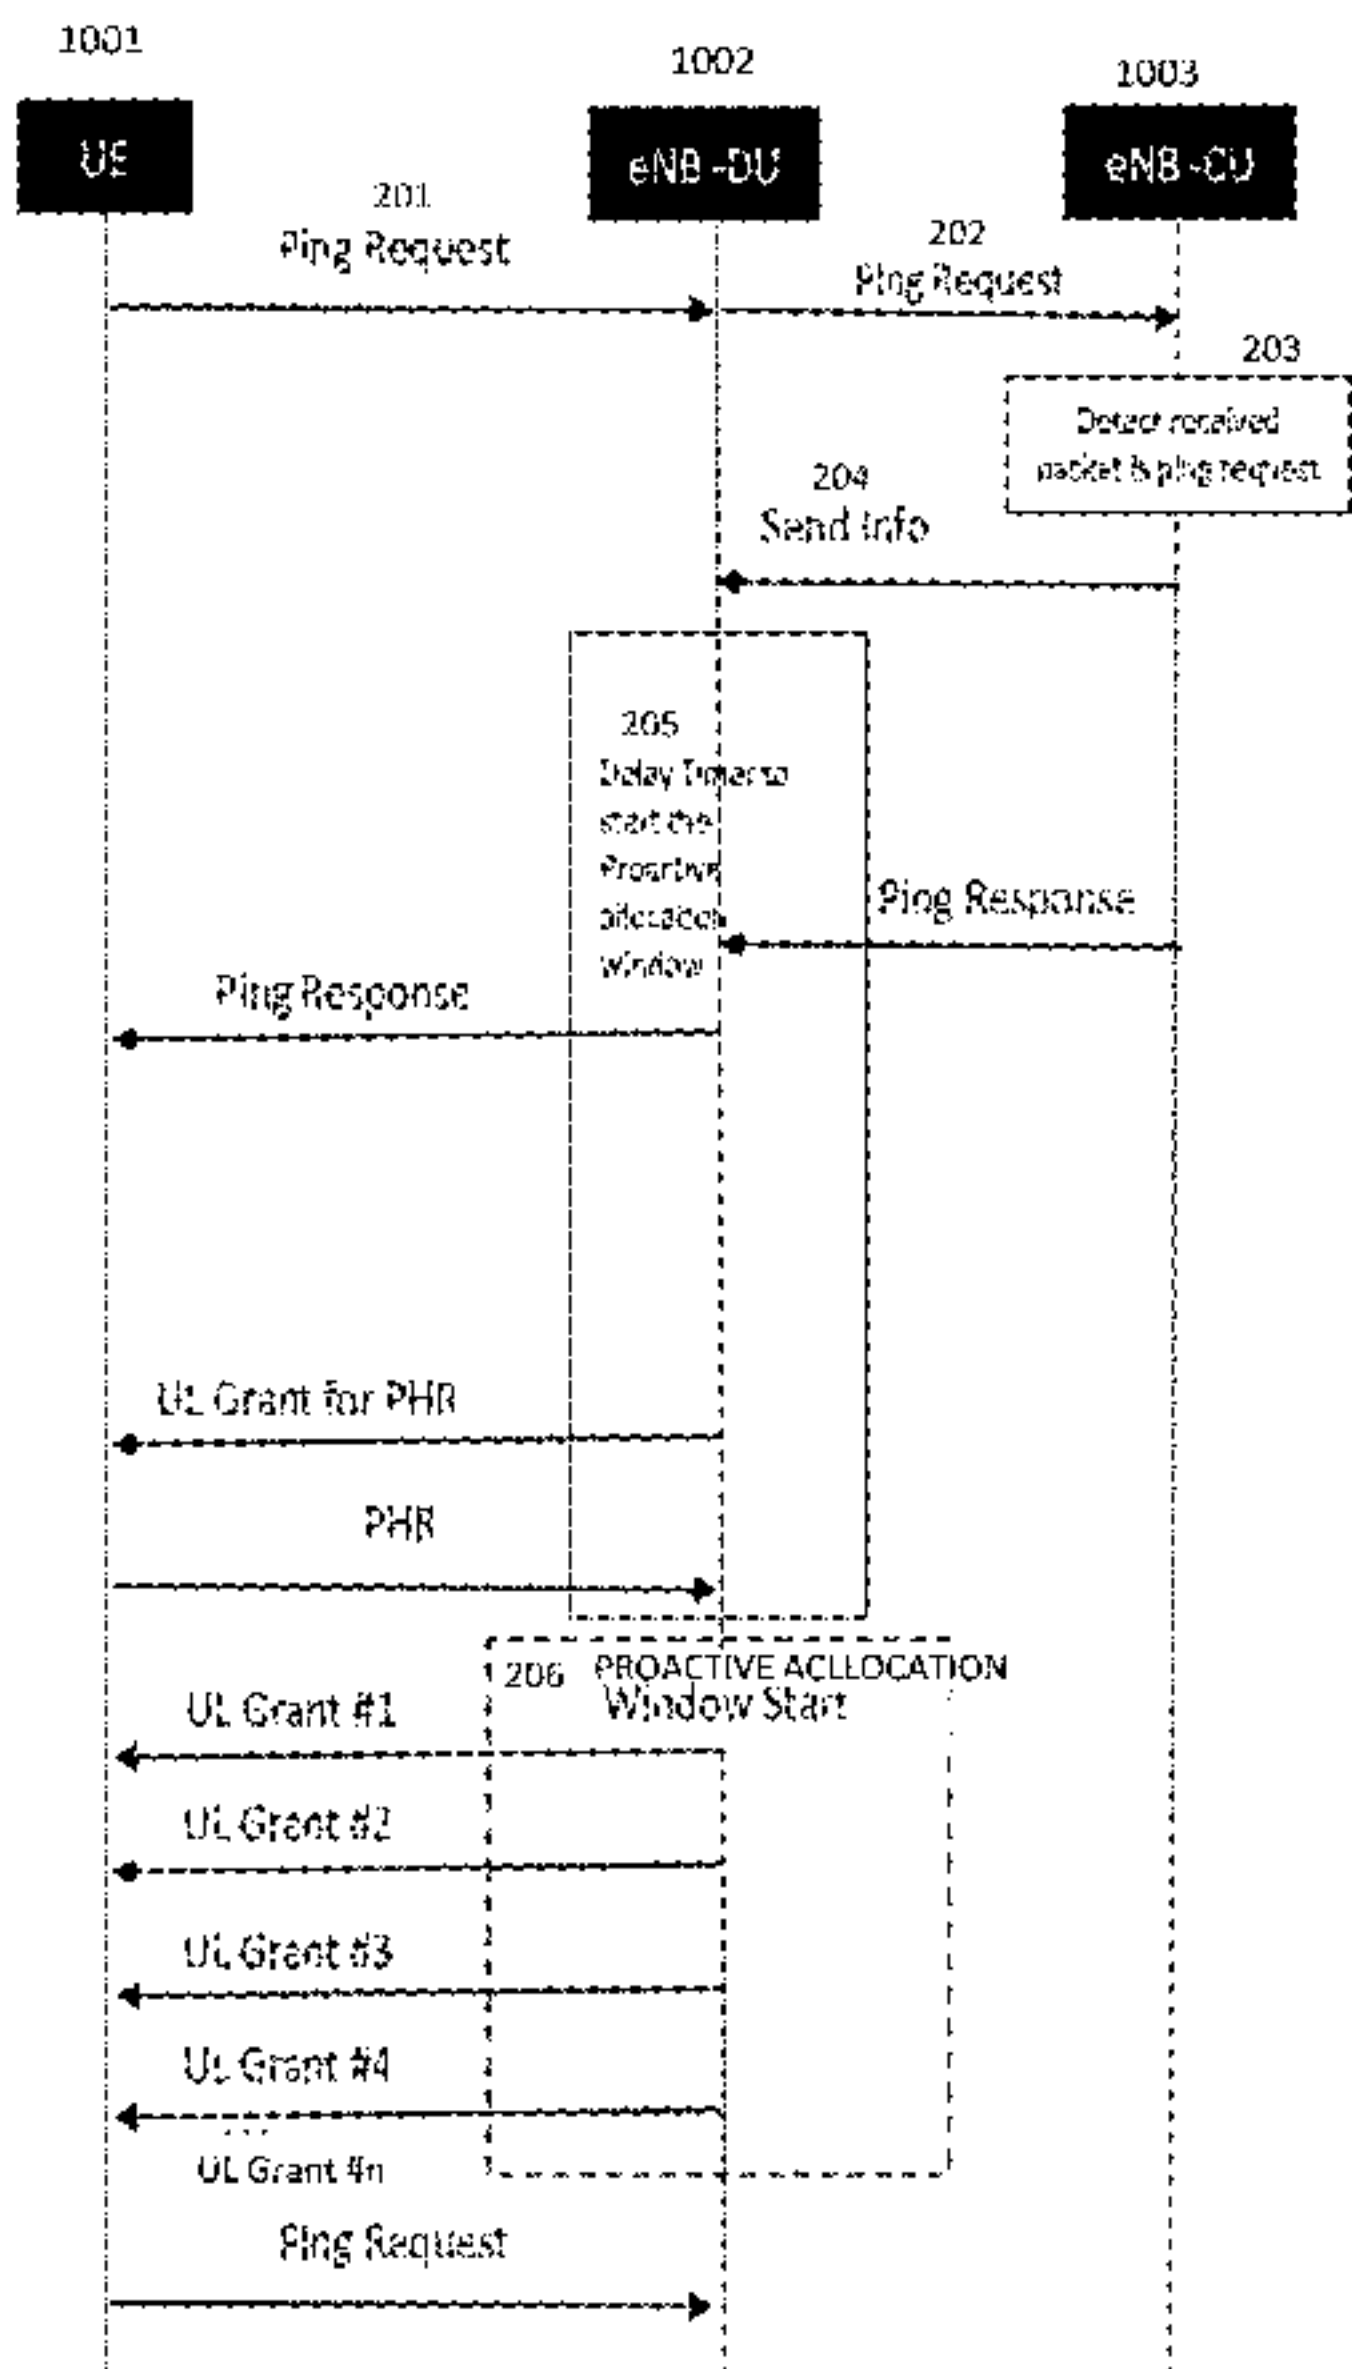 1001
1002
1003
UE
eNB-DU
eNB-CU
201
Ping Request
202
Ping Request
203
Detect received
packet is ping request
204
Send Info
205
Delay Timer to
start the
Proactive
allocation
Window
Ping Response
Ping Response
UL Grant for PHR
PHR
206
PROACTIVE ACLLOCATION
Window Start
UL Grant #1
UL Grant #2
UL Grant #3
UL Grant #4
...
UL Grant #n
Ping Request